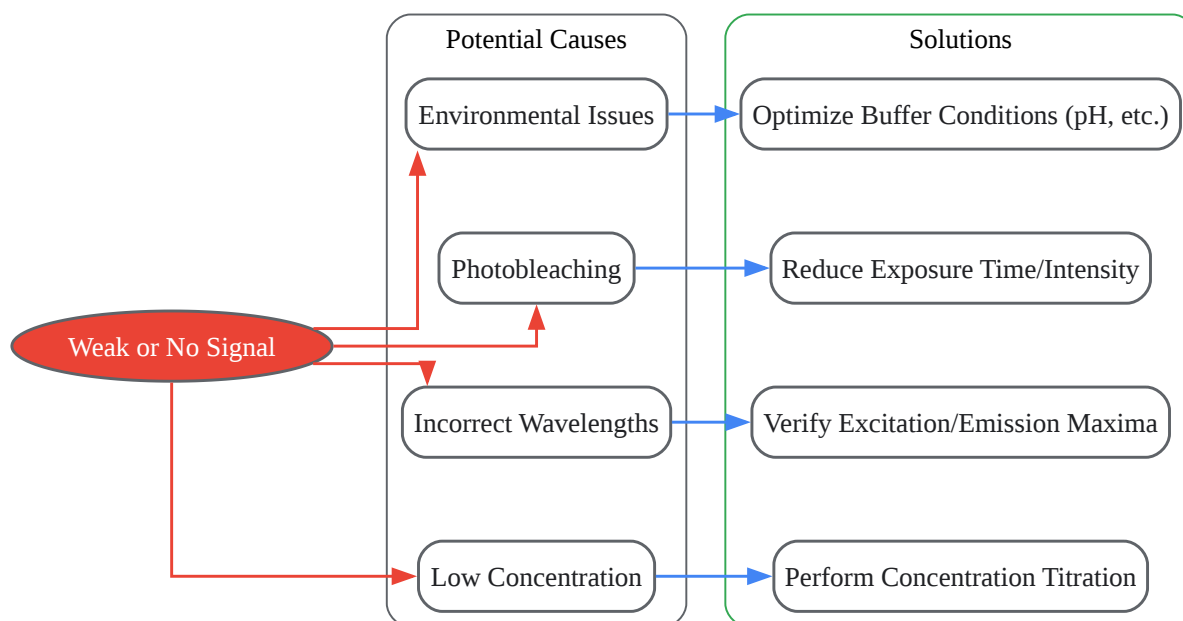 Potential Causes
Solutions
Environmental Issues
Optimize Buffer Conditions (pH, etc.)
Photobleaching
Reduce Exposure Time/Intensity
Weak or No Signal
Incorrect Wavelengths
Verify Excitation/Emission Maxima
Low Concentration
Perform Concentration Titration